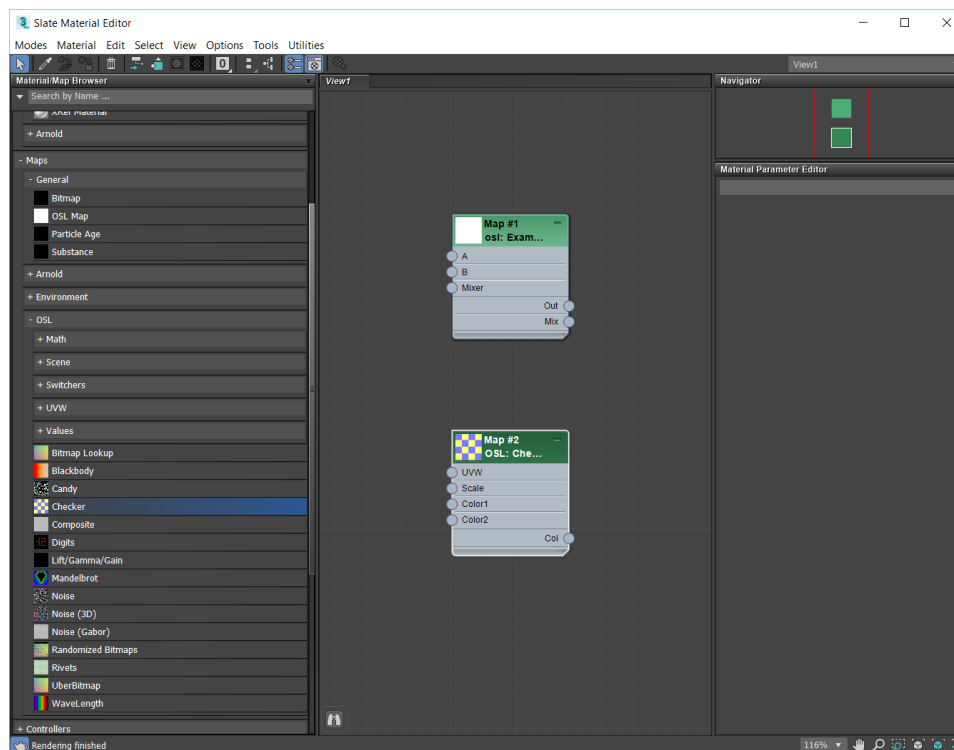 Slate Material Editor
Modes Material Edit Select View Options Tools Utilities
0
View1
Material/Map Browser
Search by Name ...
XRef Material
+ Arnold
- Maps
- General
Bitmap
OSL Map
Particle Age
Substance
+ Arnold
+ Environment
- OSL
+ Math
+ Scene
+ Switchers
+ UVW
+ Values
Bitmap Lookup
Blackbody
Candy
Checker
Composite
Digits
Lift/Gamma/Gain
Mandelbrot
Noise
Noise (3D)
Noise (Gabor)
Randomized Bitmaps
Rivets
UberBitmap
WaveLength
+ Controllers
Rendering finished
View1
Map #1
osl: Exam...
A
B
Mixer
Out
Mix
Map #2
OSL: Che...
UVW
Scale
Color1
Color2
Col
Navigator
Material Parameter Editor
116%